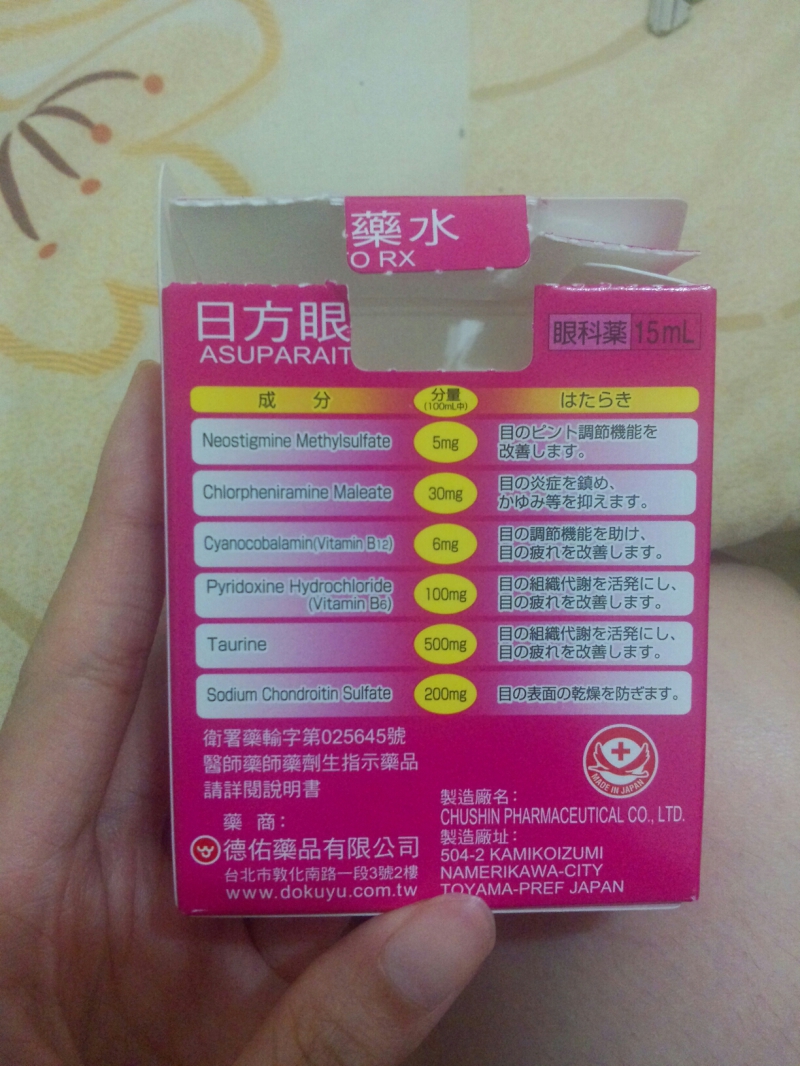 藥水
O RX
日方眼
ASUPARAIT
眼科薬 15mL
成 分
分量
(100mL中)
はたらき
Neostigmine Methylsulfate
5mg
目のピント調節機能を
改善します。
Chlorpheniramine Maleate
30mg
目の炎症を鎮め、
かゆみ等を抑えます。
Cyanocobalamin(Vitamin B12)
6mg
目の調節機能を助け、
目の疲れを改善します。
Pyridoxine Hydrochloride
(Vitamin B6)
100mg
目の組織代謝を活発にし、
目の疲れを改善します。
Taurine
500mg
目の組織代謝を活発にし、
目の疲れを改善します。
Sodium Chondroitin Sulfate
200mg
目の表面の乾燥を防ぎます。
衛署藥輸字第025645號
醫師藥師藥劑生指示藥品
請詳閱說明書
藥 商：
德佑藥品有限公司
台北市敦化南路一段3號2樓
www.dokuyu.com.tw
MADE IN JAPAN
製造廠名：
CHUSHIN PHARMACEUTICAL CO., LTD.
製造廠址：
504-2 KAMIKOIZUMI
NAMERIKAWA-CITY
TOYAMA-PREF JAPAN